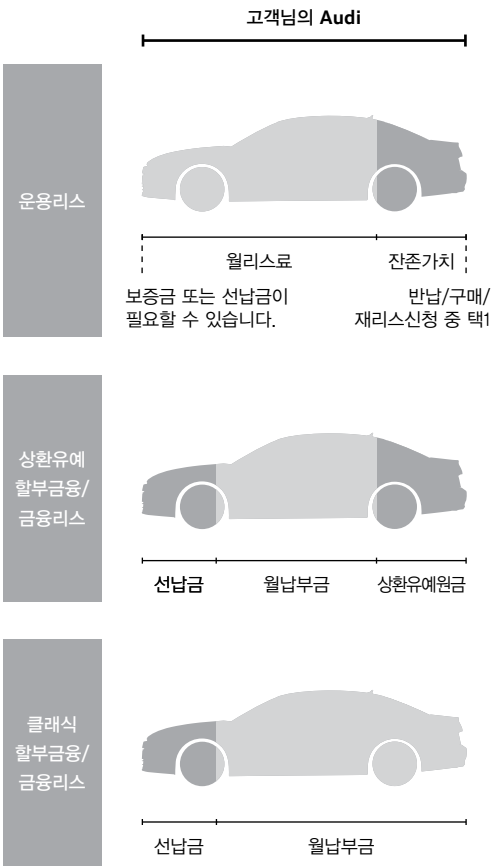 고객님의 Audi
운용리스
월리스료
잔존가치
보증금 또는 선납금이
필요할 수 있습니다.
반납/구매/
재리스신청 중 택1
상환유예
할부금융/
금융리스
선납금
월납부금
상환유예원금
클래식
할부금융/
금융리스
선납금
월납부금